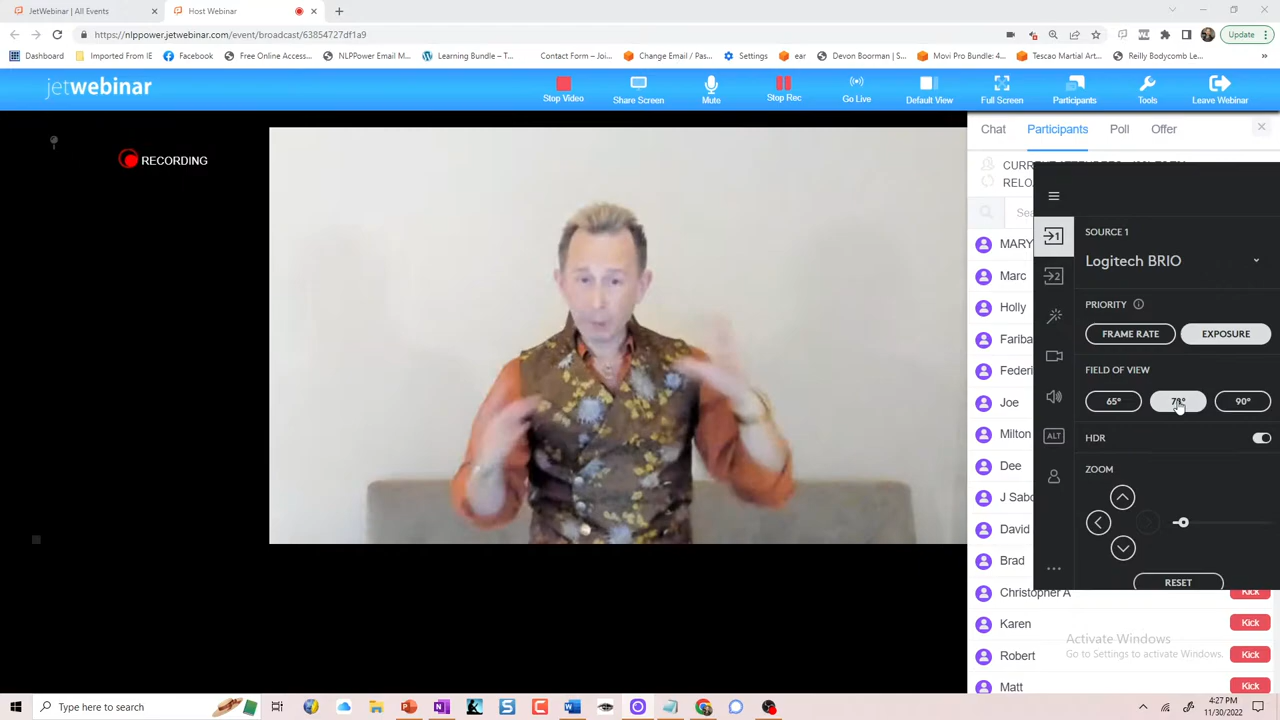 JetWebinar | All Events
Host Webinar
https://nlppower.jetwebinar.com/event/broadcast/63854727df1a9
Update
Dashboard
Imported From IE
Facebook
Free Online Access...
NLPPower Email M...
Learning Bundle – T...
Contact Form – Jo...
Change Email / Pas...
Settings
ear
Devon Boorman | S...
Movi Pro Bundle: 4...
Tescao Martial Art...
Reilly Bodycomb Le...
jetwebinar
Stop Video
Share Screen
Mute
Stop Rec
Go Live
Default View
Full Screen
Participants
Tools
Leave Webinar
RECORDING
Chat
Participants
Poll
Offer
RELO
Sea
MARY
Marc
Holly
Fariba
Federi
Joe
Milton
Dee
J Sabo
David
Brad
Christopher A
Kick
Karen
Kick
Robert
Kick
Matt
Kick
SOURCE 1
Logitech BRIO
PRIORITY
FRAME RATE
EXPOSURE
FIELD OF VIEW
65°
78°
90°
HDR
ZOOM
RESET
ALT
Activate Windows
Go to Settings to activate Windows.
Type here to search
4:27 PM
11/30/2022